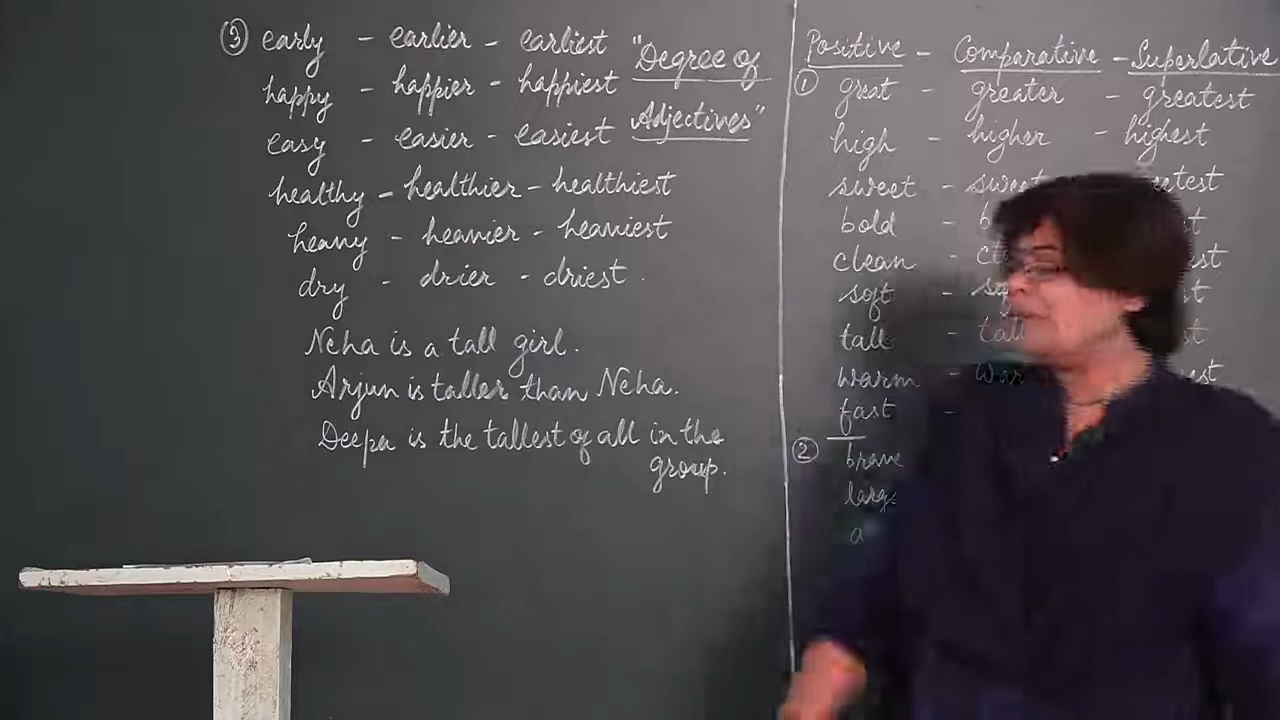 ③ early - earlier - earliest
happy - happier - happiest
easy - easier - easiest
healthy - healthier - healthiest
heavy - heavier - heaviest
dry - drier - driest .
Neha is a tall girl .
Arjun is taller than Neha.
Deepa is the tallest of all in the
group.
"Degree of
Adjectives"
Positive - Comparative - Superlative
① great - greater - greatest
high - higher - highest
sweet -
bold -
clean -
soft -
tall -
warm -
fast -
②